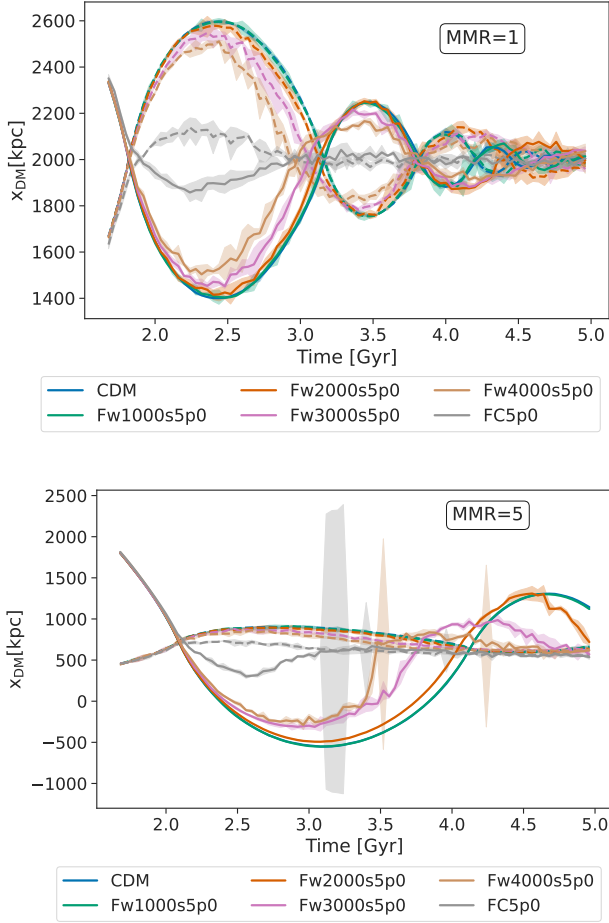 2600
2400
2200
2000
1800
1600
1400
x_DM[kpc]
MMR=1
2.0 2.5 3.0 3.5 4.0 4.5 5.0
Time [Gyr]
CDM Fw2000s5p0 Fw4000s5p0
Fw1000s5p0 Fw3000s5p0 FC5p0
2500
2000
1500
1000
500
0
−500
−1000
x_DM[kpc]
MMR=5
2.0 2.5 3.0 3.5 4.0 4.5 5.0
Time [Gyr]
CDM Fw2000s5p0 Fw4000s5p0
Fw1000s5p0 Fw3000s5p0 FC5p0